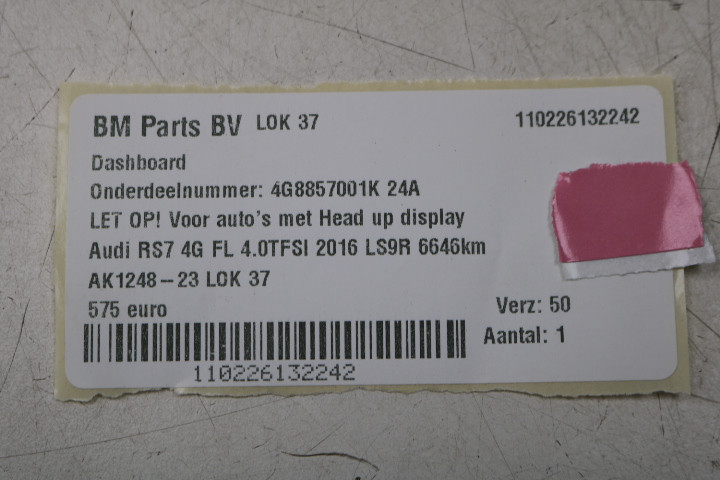 BM Parts BV LOK 37 110226132242
Dashboard
Onderdeelnummer: 4G8857001K 24A
LET OP! Voor auto's met Head up display
Audi RS7 4G FL 4.0TFSI 2016 LS9R 6646km
AK1248-23 LOK 37
575 euro Verz: 50
Aantal: 1
110226132242